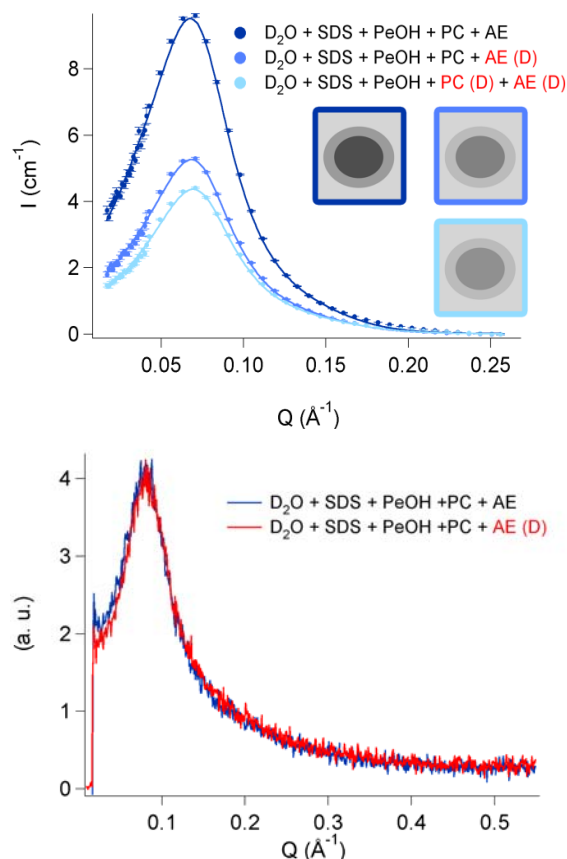 D₂O + SDS + PeOH + PC + AE
D₂O + SDS + PeOH + PC + AE (D)
D₂O + SDS + PeOH + PC (D) + AE (D)
I (cm⁻¹)
8
6
4
2
0
0.05 0.10 0.15 0.20 0.25
Q (Å⁻¹)
D₂O + SDS + PeOH +PC + AE
D₂O + SDS + PeOH +PC + AE (D)
(a. u.)
4
3
2
1
0
0.1 0.2 0.3 0.4 0.5
Q (Å⁻¹)